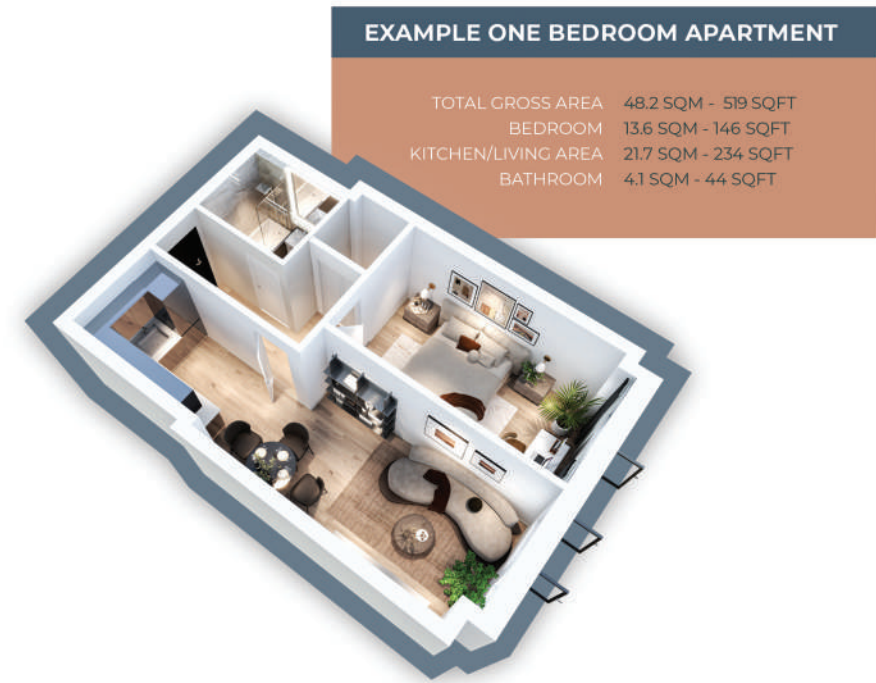 EXAMPLE ONE BEDROOM APARTMENT
TOTAL GROSS AREA 48.2 SQM - 519 SQFT
BEDROOM 13.6 SQM - 146 SQFT
KITCHEN/LIVING AREA 21.7 SQM - 234 SQFT
BATHROOM 4.1 SQM - 44 SQFT